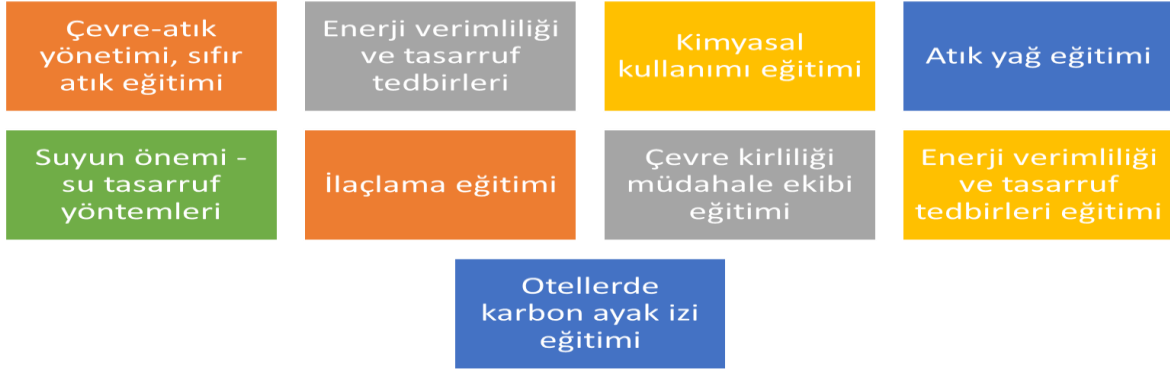 Çevre-atık
yönetimi, sıfır
atık eğitimi
Enerji verimliliği
ve tasarruf
tedbirleri
Kimyasal
kullanımı eğitimi
Atık yağ eğitimi
Suyun önemi -
su tasarruf
yöntemleri
İlaçlama eğitimi
Çevre kirliliği
müdahale ekibi
eğitimi
Enerji verimliliği
ve tasarruf
tedbirleri eğitimi
Otellerde
karbon ayak izi
eğitimi